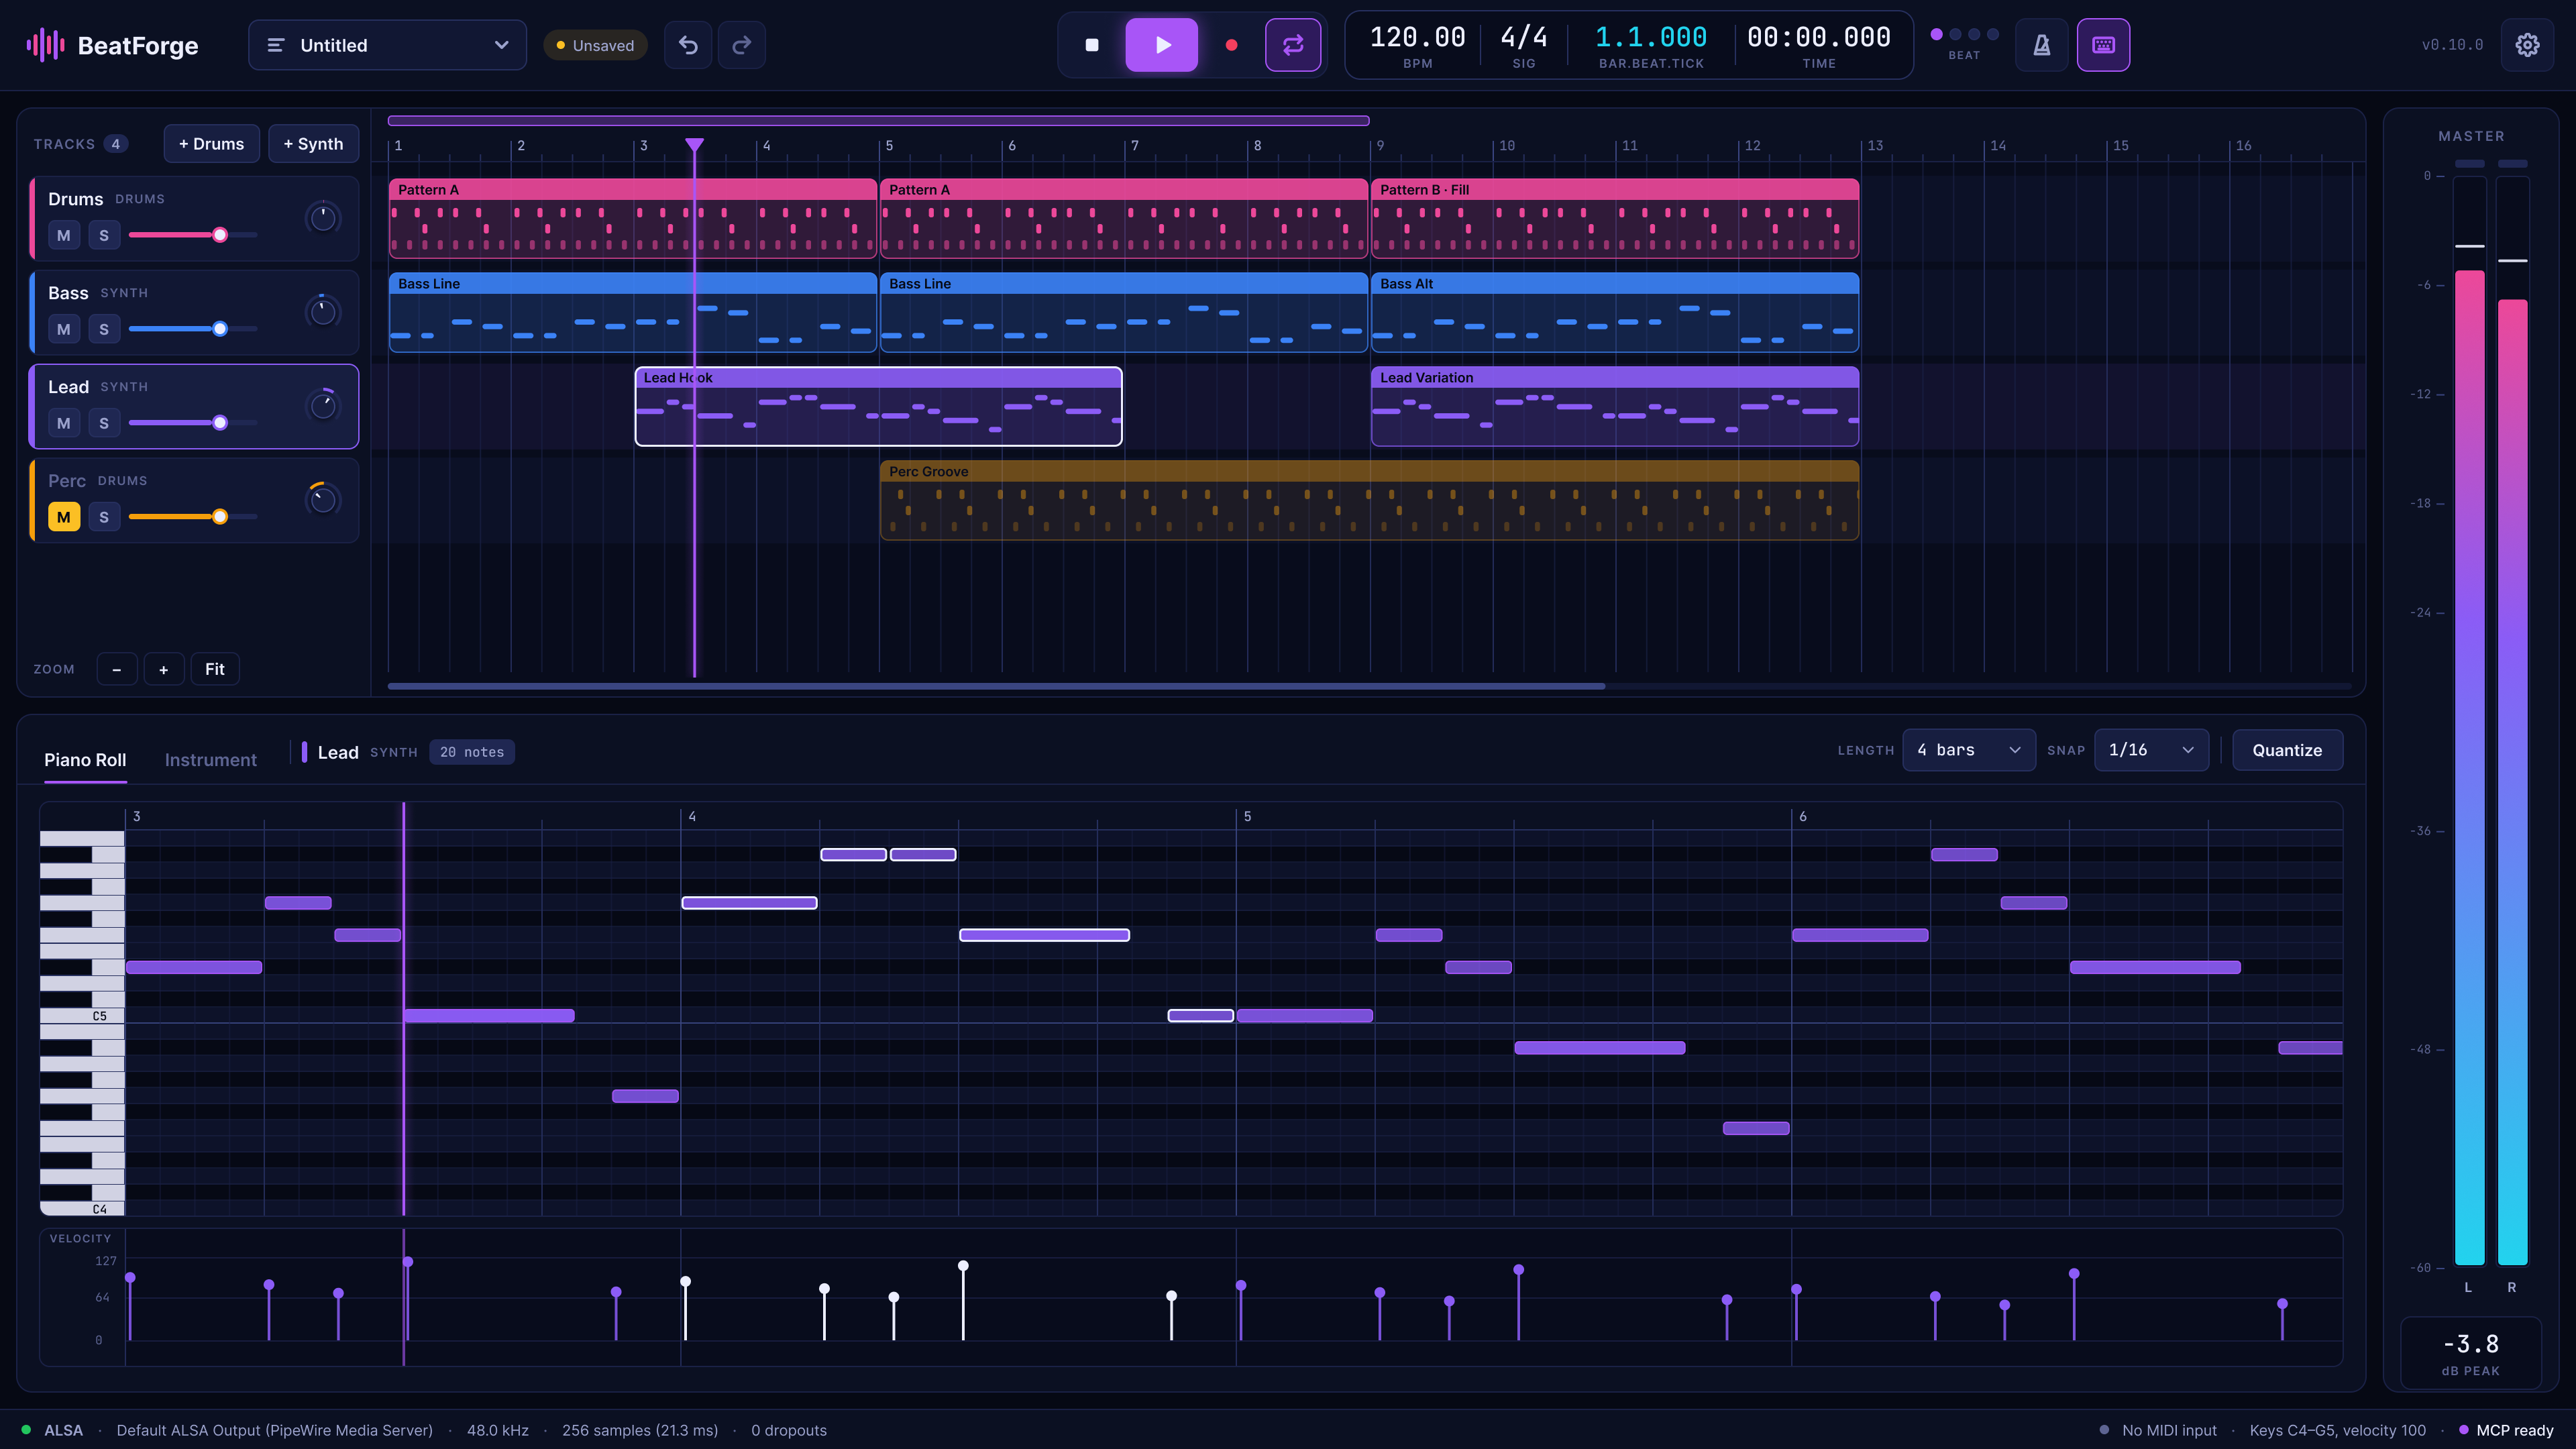 BeatForge
Untitled
Unsaved
120.00
BPM
4/4
SIG
1.1.000
BAR.BEAT.TICK
00:00.000
TIME
BEAT
v0.10.0
TRACKS 4
+ Drums
+ Synth
1 2 3 4 5 6 7 8 9 10 11 12 13 14 15 16
Drums DRUMS
M S
Pattern A
Pattern A
Pattern B · Fill
Bass SYNTH
M S
Bass Line
Bass Line
Bass Alt
Lead SYNTH
M S
Lead Hook
Lead Variation
Perc DRUMS
M S
Perc Groove
ZOOM − + Fit
Piano Roll
Instrument
Lead SYNTH 20 notes
LENGTH 4 bars
SNAP 1/16
Quantize
3 4 5 6
C5
C4
VELOCITY
127
64
0
MASTER
0
-6
-12
-18
-24
-36
-48
-60
L R
-3.8
dB PEAK
ALSA · Default ALSA Output (PipeWire Media Server) · 48.0 kHz · 256 samples (21.3 ms) · 0 dropouts
No MIDI input · Keys C4–G5, velocity 100 · MCP ready